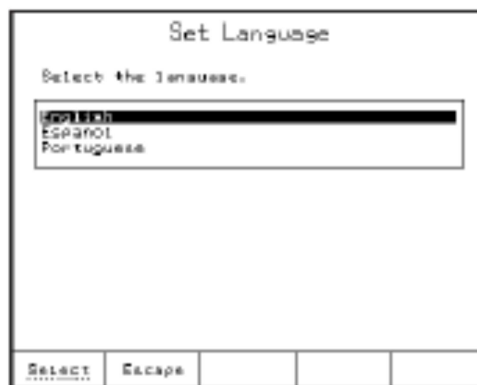 Set Language
Select the language.
English
Espanol
Portuguese
Select Escape